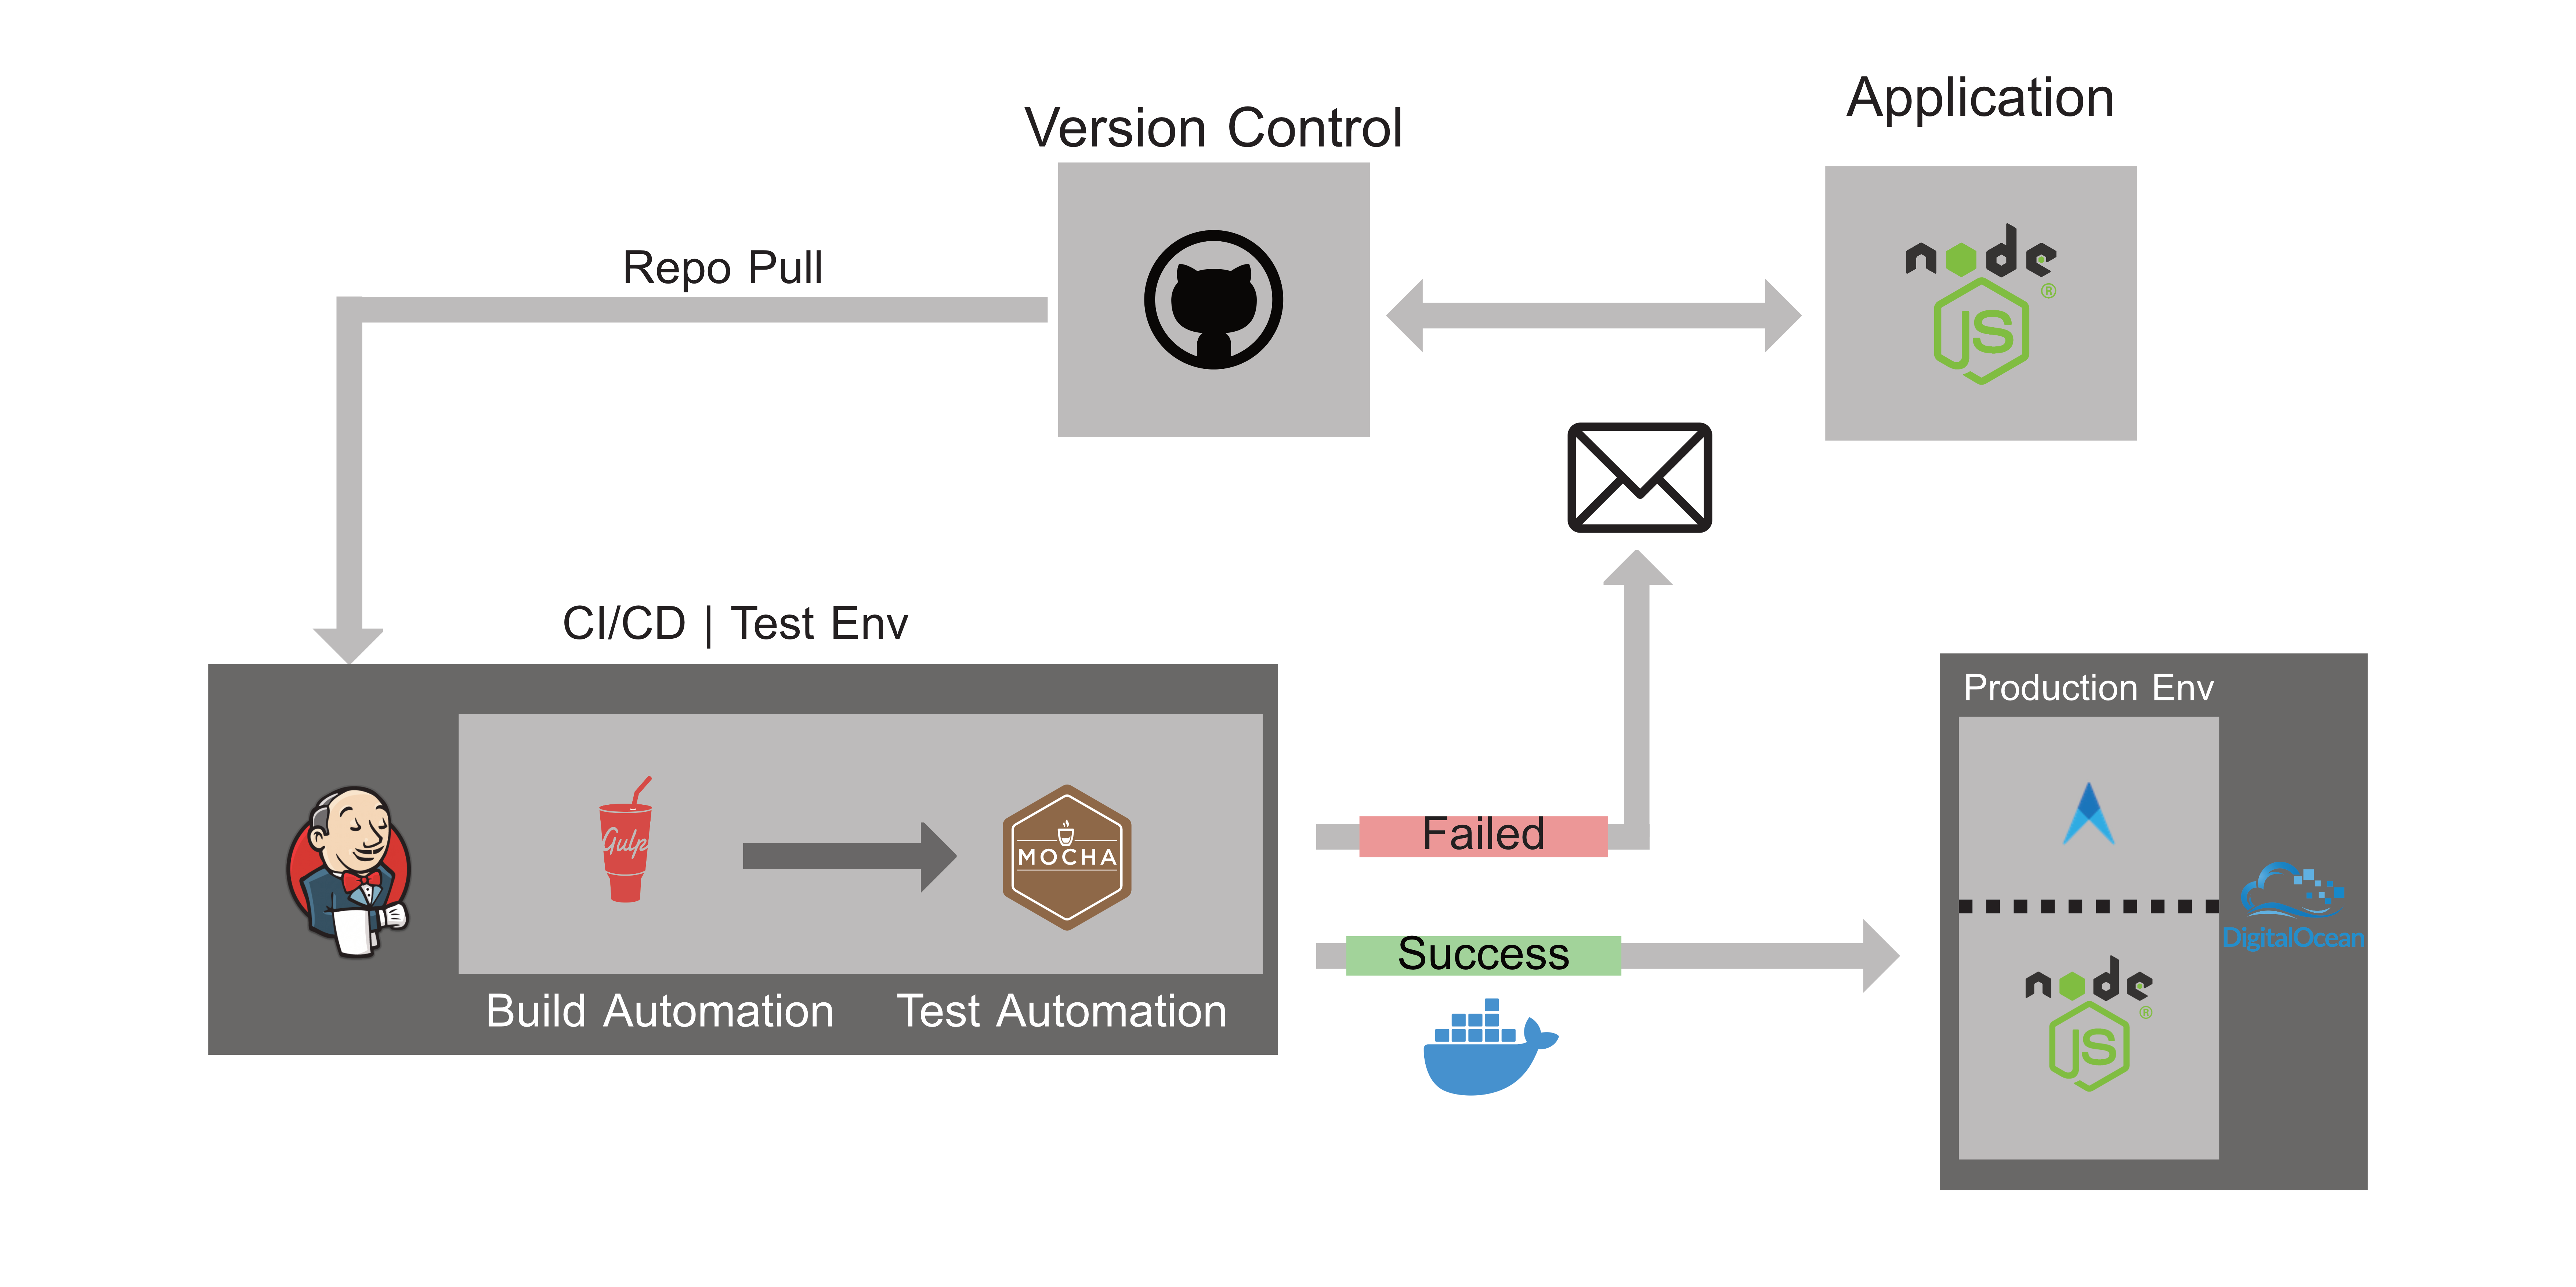 Version Control
Application
node
JS
®
Repo Pull
CI/CD | Test Env
Gulp
MOCHA
Build Automation
Test Automation
Failed
Success
Production Env
DigitalOcean
node
JS
®